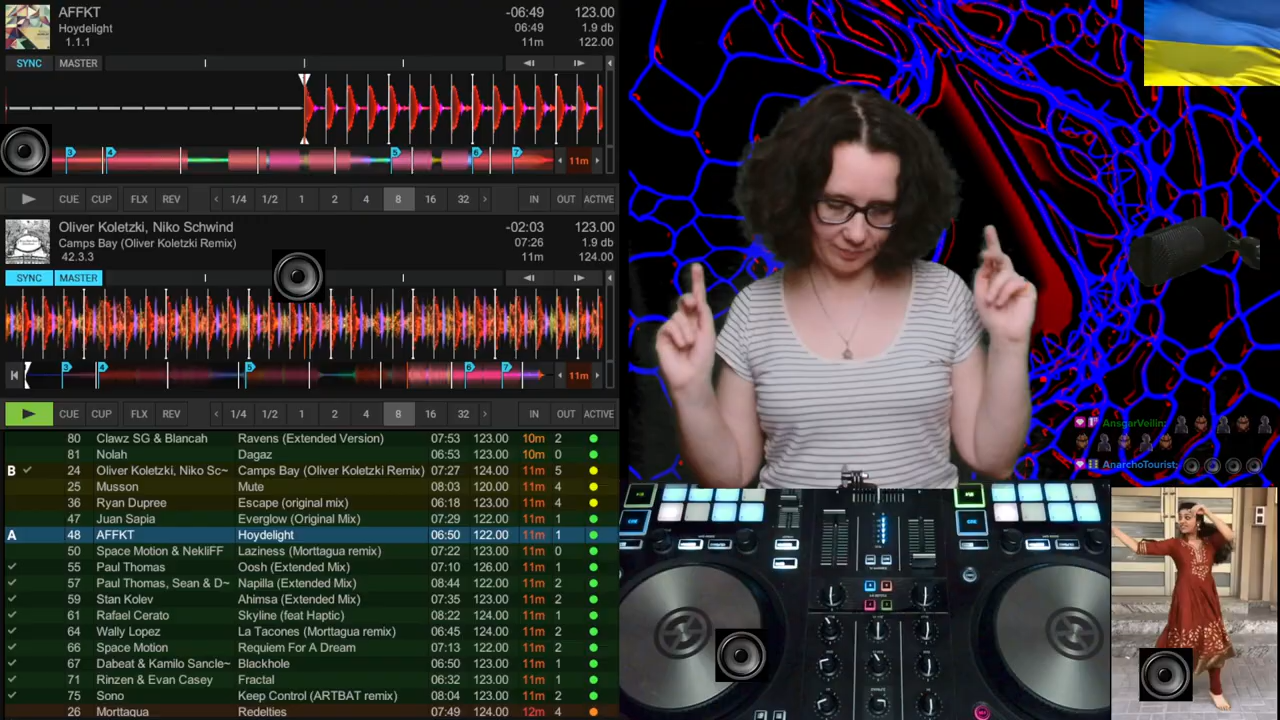 AFFKT -06:49 123.00
Hoydelight 06:49 1.9 db
1.1.1 11m 122.00
SYNC MASTER
3 4 5 6 7 11m
CUE CUP FLX REV 1/4 1/2 1 2 4 8 16 32 IN OUT ACTIVE
Oliver Koletzki, Niko Schwind -02:03 123.00
Camps Bay (Oliver Koletzki Remix) 07:26 1.9 db
42.3.3 11m 124.00
SYNC MASTER
3 4 5 6 7 11m
CUE CUP FLX REV 1/4 1/2 1 2 4 8 16 32 IN OUT ACTIVE
80 Clawz SG & Blancah Ravens (Extended Version) 07:53 123.00 10m 2
81 Nolah Dagaz 06:53 123.00 10m 0
B 24 Oliver Koletzki, Niko Sc~ Camps Bay (Oliver Koletzki Remix) 07:27 124.00 11m 5
25 Musson Mute 08:03 120.00 11m 4
36 Ryan Dupree Escape (original mix) 06:18 123.00 11m 4
47 Juan Sapia Everglow (Original Mix) 07:29 122.00 11m 1
A 48 AFFKT Hoydelight 06:50 122.00 11m 1
50 Space Motion & NekliFF Laziness (Morttagua remix) 07:22 123.00 11m 0
55 Paul Thomas Oosh (Extended Mix) 07:10 126.00 11m 1
57 Paul Thomas, Sean & D~ Napilla (Extended Mix) 08:44 122.00 11m 2
59 Stan Kolev Ahimsa (Extended Mix) 07:35 122.00 11m 2
61 Rafael Cerato Skyline (feat Haptic) 08:22 124.00 11m 1
64 Wally Lopez La Tacones (Morttagua remix) 06:45 124.00 11m 2
66 Space Motion Requiem For A Dream 07:13 122.00 11m 2
67 Dabeat & Kamilo Sancle~ Blackhole 06:50 123.00 11m 1
71 Rinzen & Evan Casey Fractal 06:32 123.00 11m 1
75 Sono Keep Control (ARTBAT remix) 08:04 123.00 11m 2
26 Morttagua Redelties 07:49 124.00 12m 4
AnsgarVeilin:
AnarchoTourist: